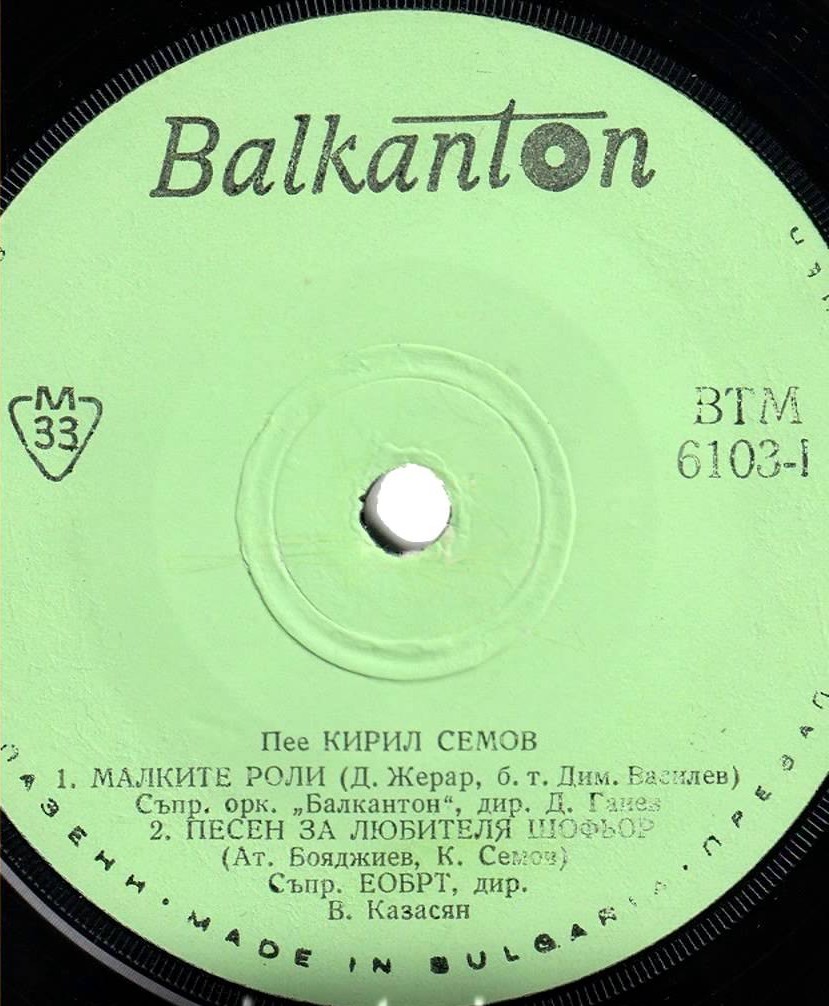 Balkanton
М
33
ВТМ
6103-I
Пее КИРИЛ СЕМОВ
1. МАЛКИТЕ РОЛИ (Д. Жерар, б. т. Дим. Василев)
Съпр. орк. „Балкантон“, дир. Д. Ганев
2. ПЕСЕН ЗА ЛЮБИТЕЛЯ ШОФЬОР
(Ат. Бояджиев, К. Семов)
Съпр. ЕОБРТ, дир.
В. Казасян
MADE IN BULGARIA